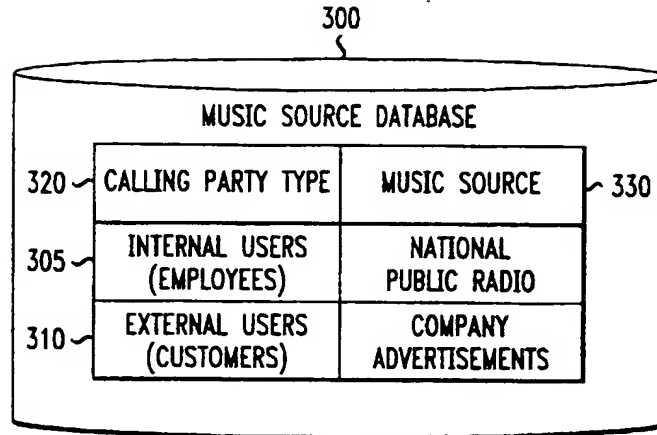 300
MUSIC SOURCE DATABASE
320 CALLING PARTY TYPE MUSIC SOURCE 330
305 INTERNAL USERS (EMPLOYEES) NATIONAL PUBLIC RADIO
310 EXTERNAL USERS (CUSTOMERS) COMPANY ADVERTISEMENTS